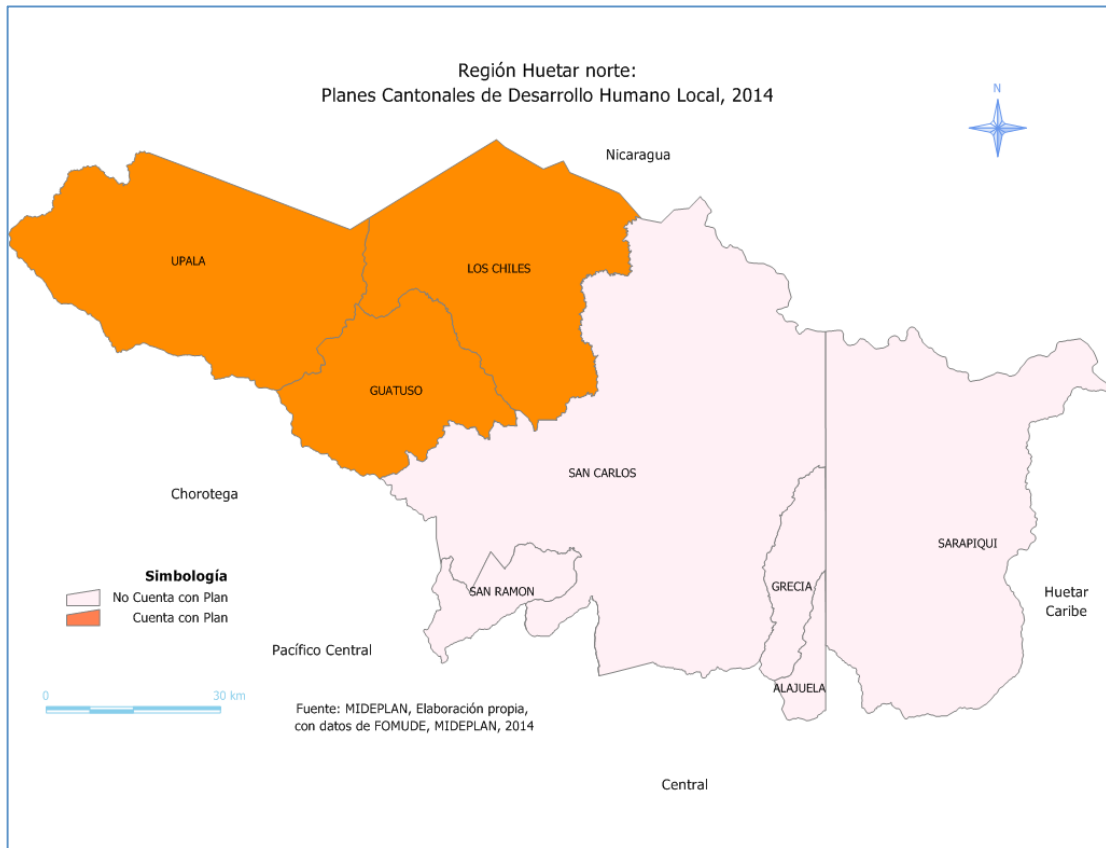 Región Huetar norte:
Planes Cantonales de Desarrollo Humano Local, 2014
N
Nicaragua
UPALA
LOS CHILES
GUATUSO
SAN CARLOS
Chorotega
SARAPIQUI
Simbología
No Cuenta con Plan
Cuenta con Plan
SAN RAMON
GRECIA
Huetar
Caribe
Pacífico Central
ALAJUELA
0 30 km
Fuente: MIDEPLAN, Elaboración propia,
con datos de FOMUDE, MIDEPLAN, 2014
Central